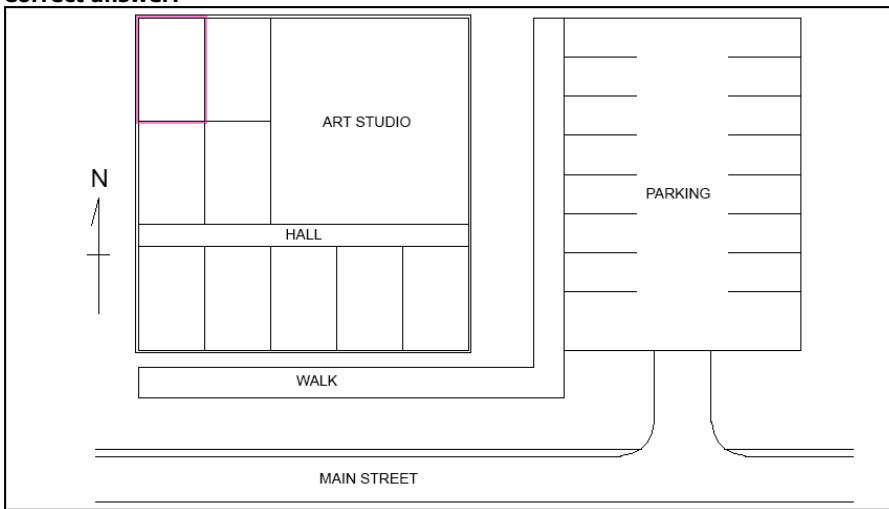 correct answer:
ART STUDIO
N
PARKING
HALL
WALK
MAIN STREET